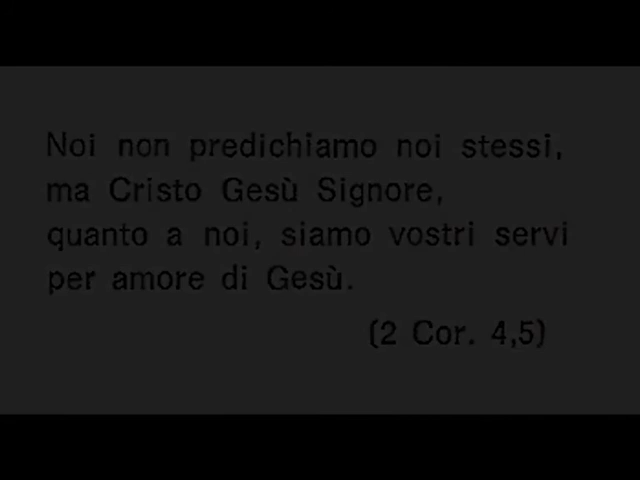 Noi non predichiamo noi stessi,
ma Cristo Gesù Signore,
quanto a noi, siamo vostri servi
per amore di Gesù.
(2 Cor. 4,5)